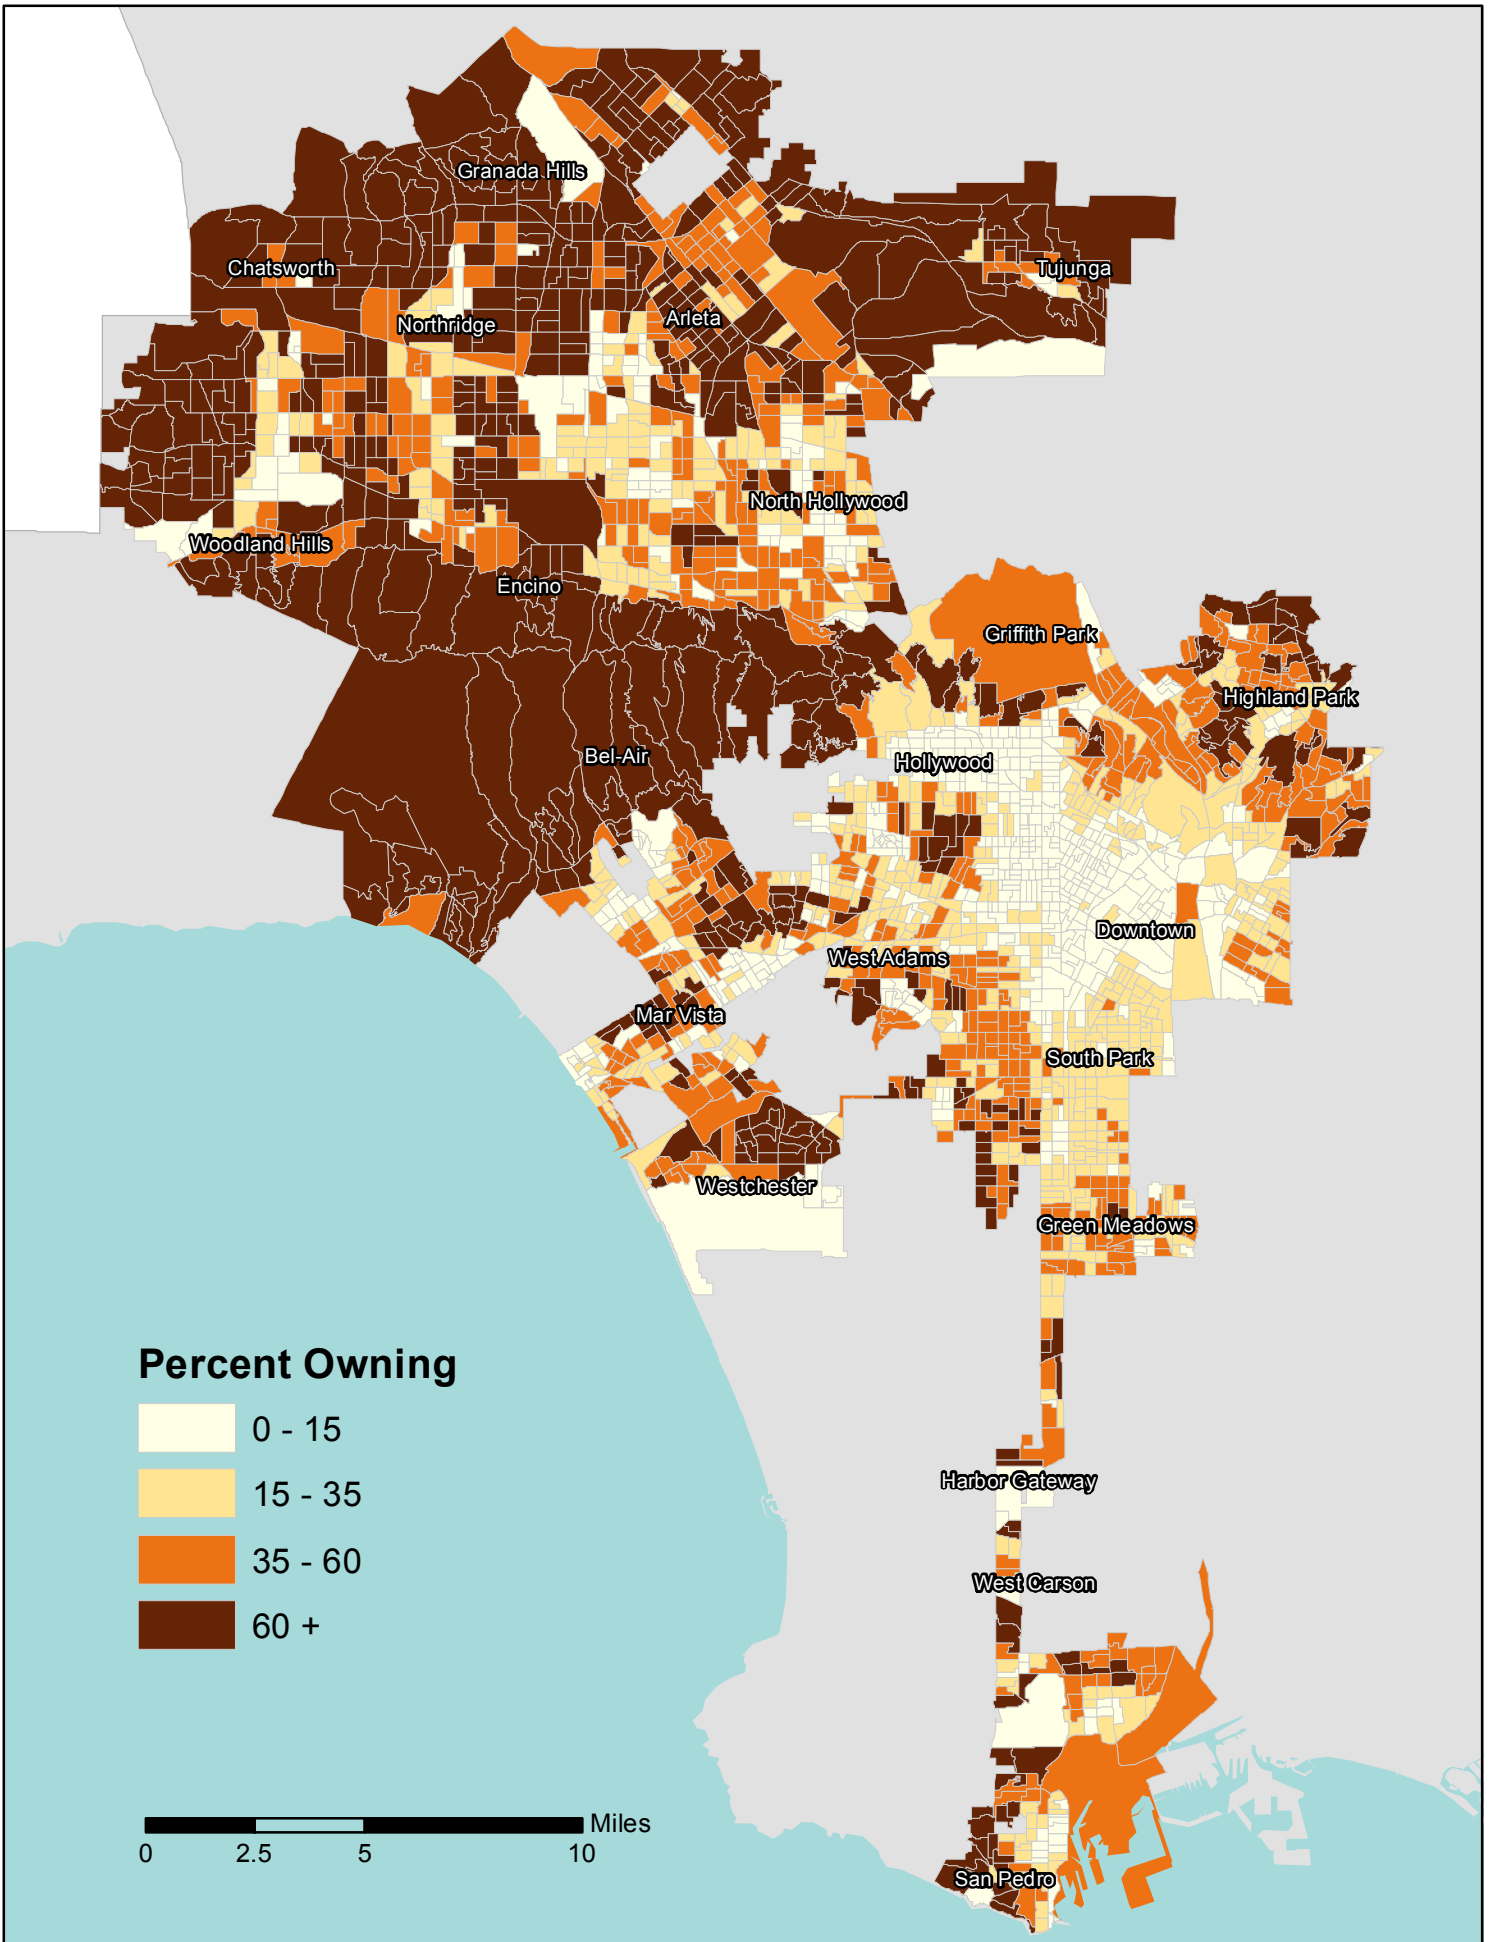 Granada Hills
Chatsworth
Tujunga
Northridge
Arleta
North Hollywood
Woodland Hills
Encino
Griffith Park
Highland Park
Bel-Air
Hollywood
Downtown
West Adams
Mar Vista
South Park
Westchester
Green Meadows
Percent Owning
0 - 15
15 - 35
35 - 60
60 +
Harbor Gateway
West Carson
Miles
0 2.5 5 10
San Pedro